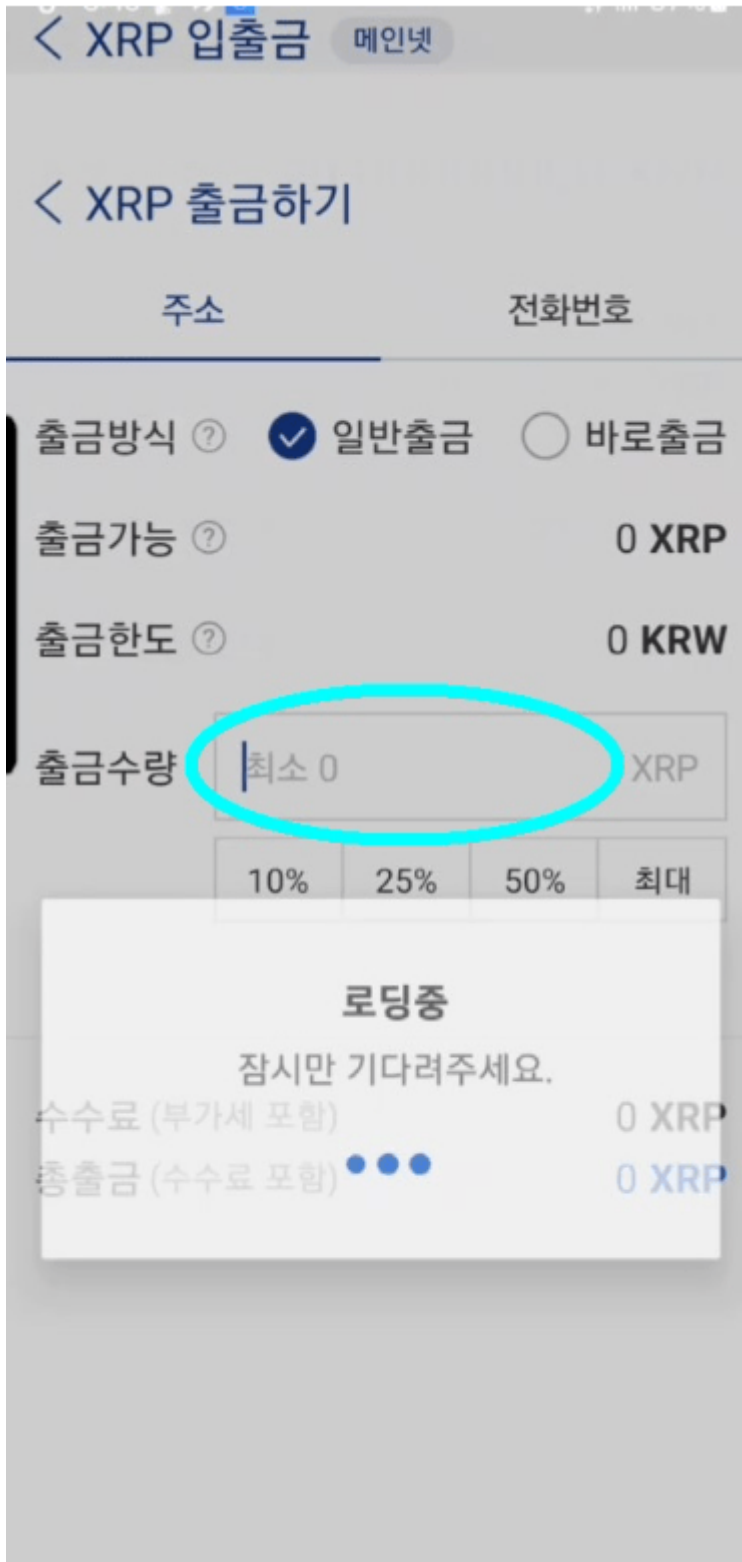 < XRP 입출금 메인넷
< XRP 출금하기
주소 전화번호
출금방식 ? 일반출금 바로출금
출금가능 ? 0 XRP
출금한도 ? 0 KRW
출금수량 최소 0 XRP
10% 25% 50% 최대
로딩중
잠시만 기다려주세요.
수수료 (부가세 포함) 0 XRP
총출금 (수수료 포함) 0 XRP